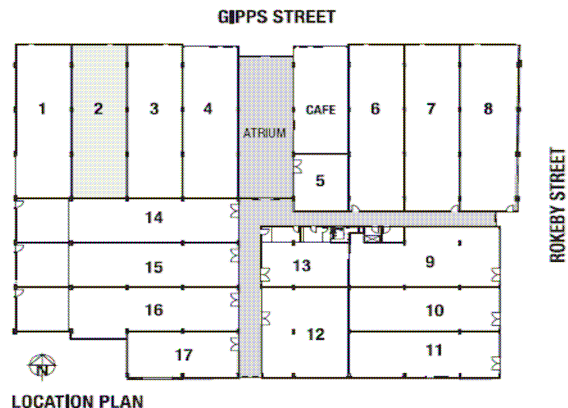 GIPPS STREET
1 2 3 4 CAFE 6 7 8
ATRIUM
5
ROKEBY STREET
14
15 13 9
16 10
12
17 11
N
LOCATION PLAN